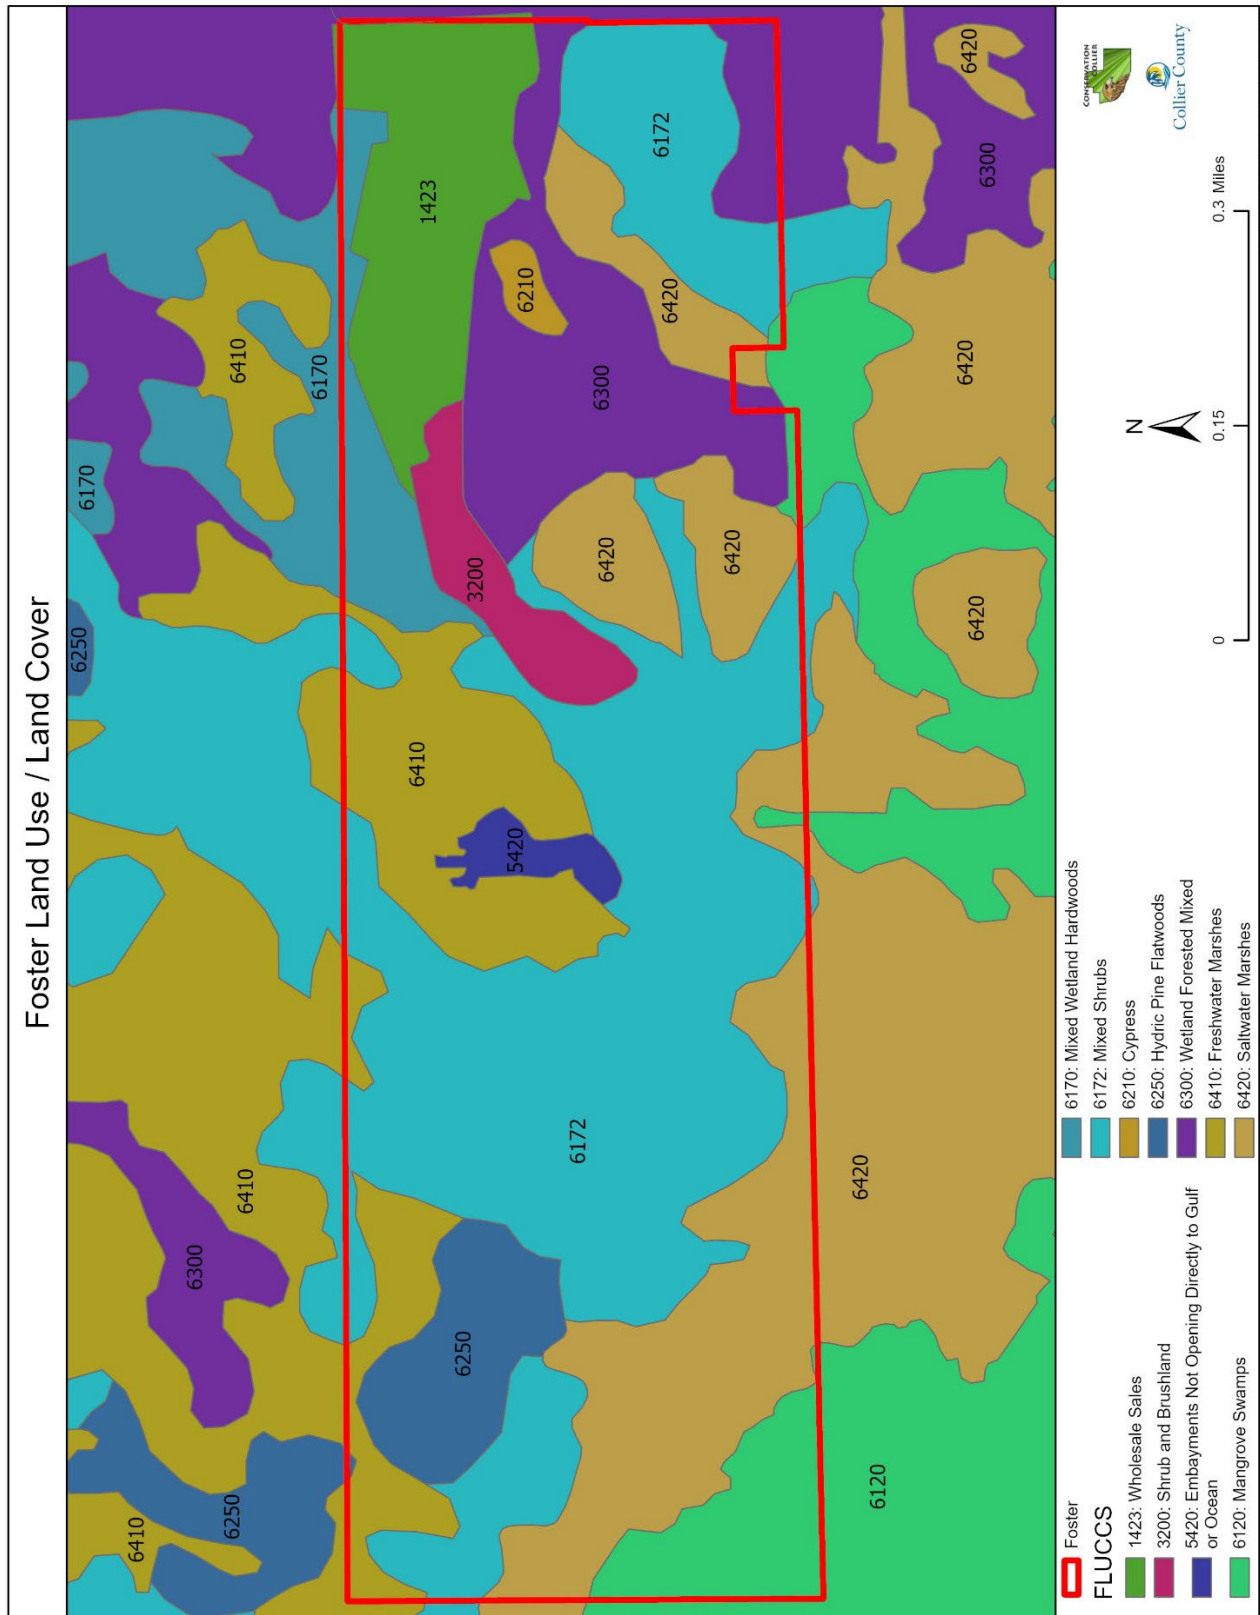 Foster Land Use / Land Cover
6250
6170
6410
6300
6250
6410
6410
6170
6410
1423
6250
3200
5420
6210
6172
6300
6420
6172
6420
6420
6420
6120
6420
6420
6420
6300
Foster
FLUCCS
1423: Wholesale Sales
3200: Shrub and Brushland
5420: Embayments Not Opening Directly to Gulf
or Ocean
6120: Mangrove Swamps
6170: Mixed Wetland Hardwoods
6172: Mixed Shrubs
6210: Cypress
6250: Hydric Pine Flatwoods
6300: Wetland Forested Mixed
6410: Freshwater Marshes
6420: Saltwater Marshes
N
0 0.15 0.3 Miles
CONSERVATION
COLLIER
Collier County